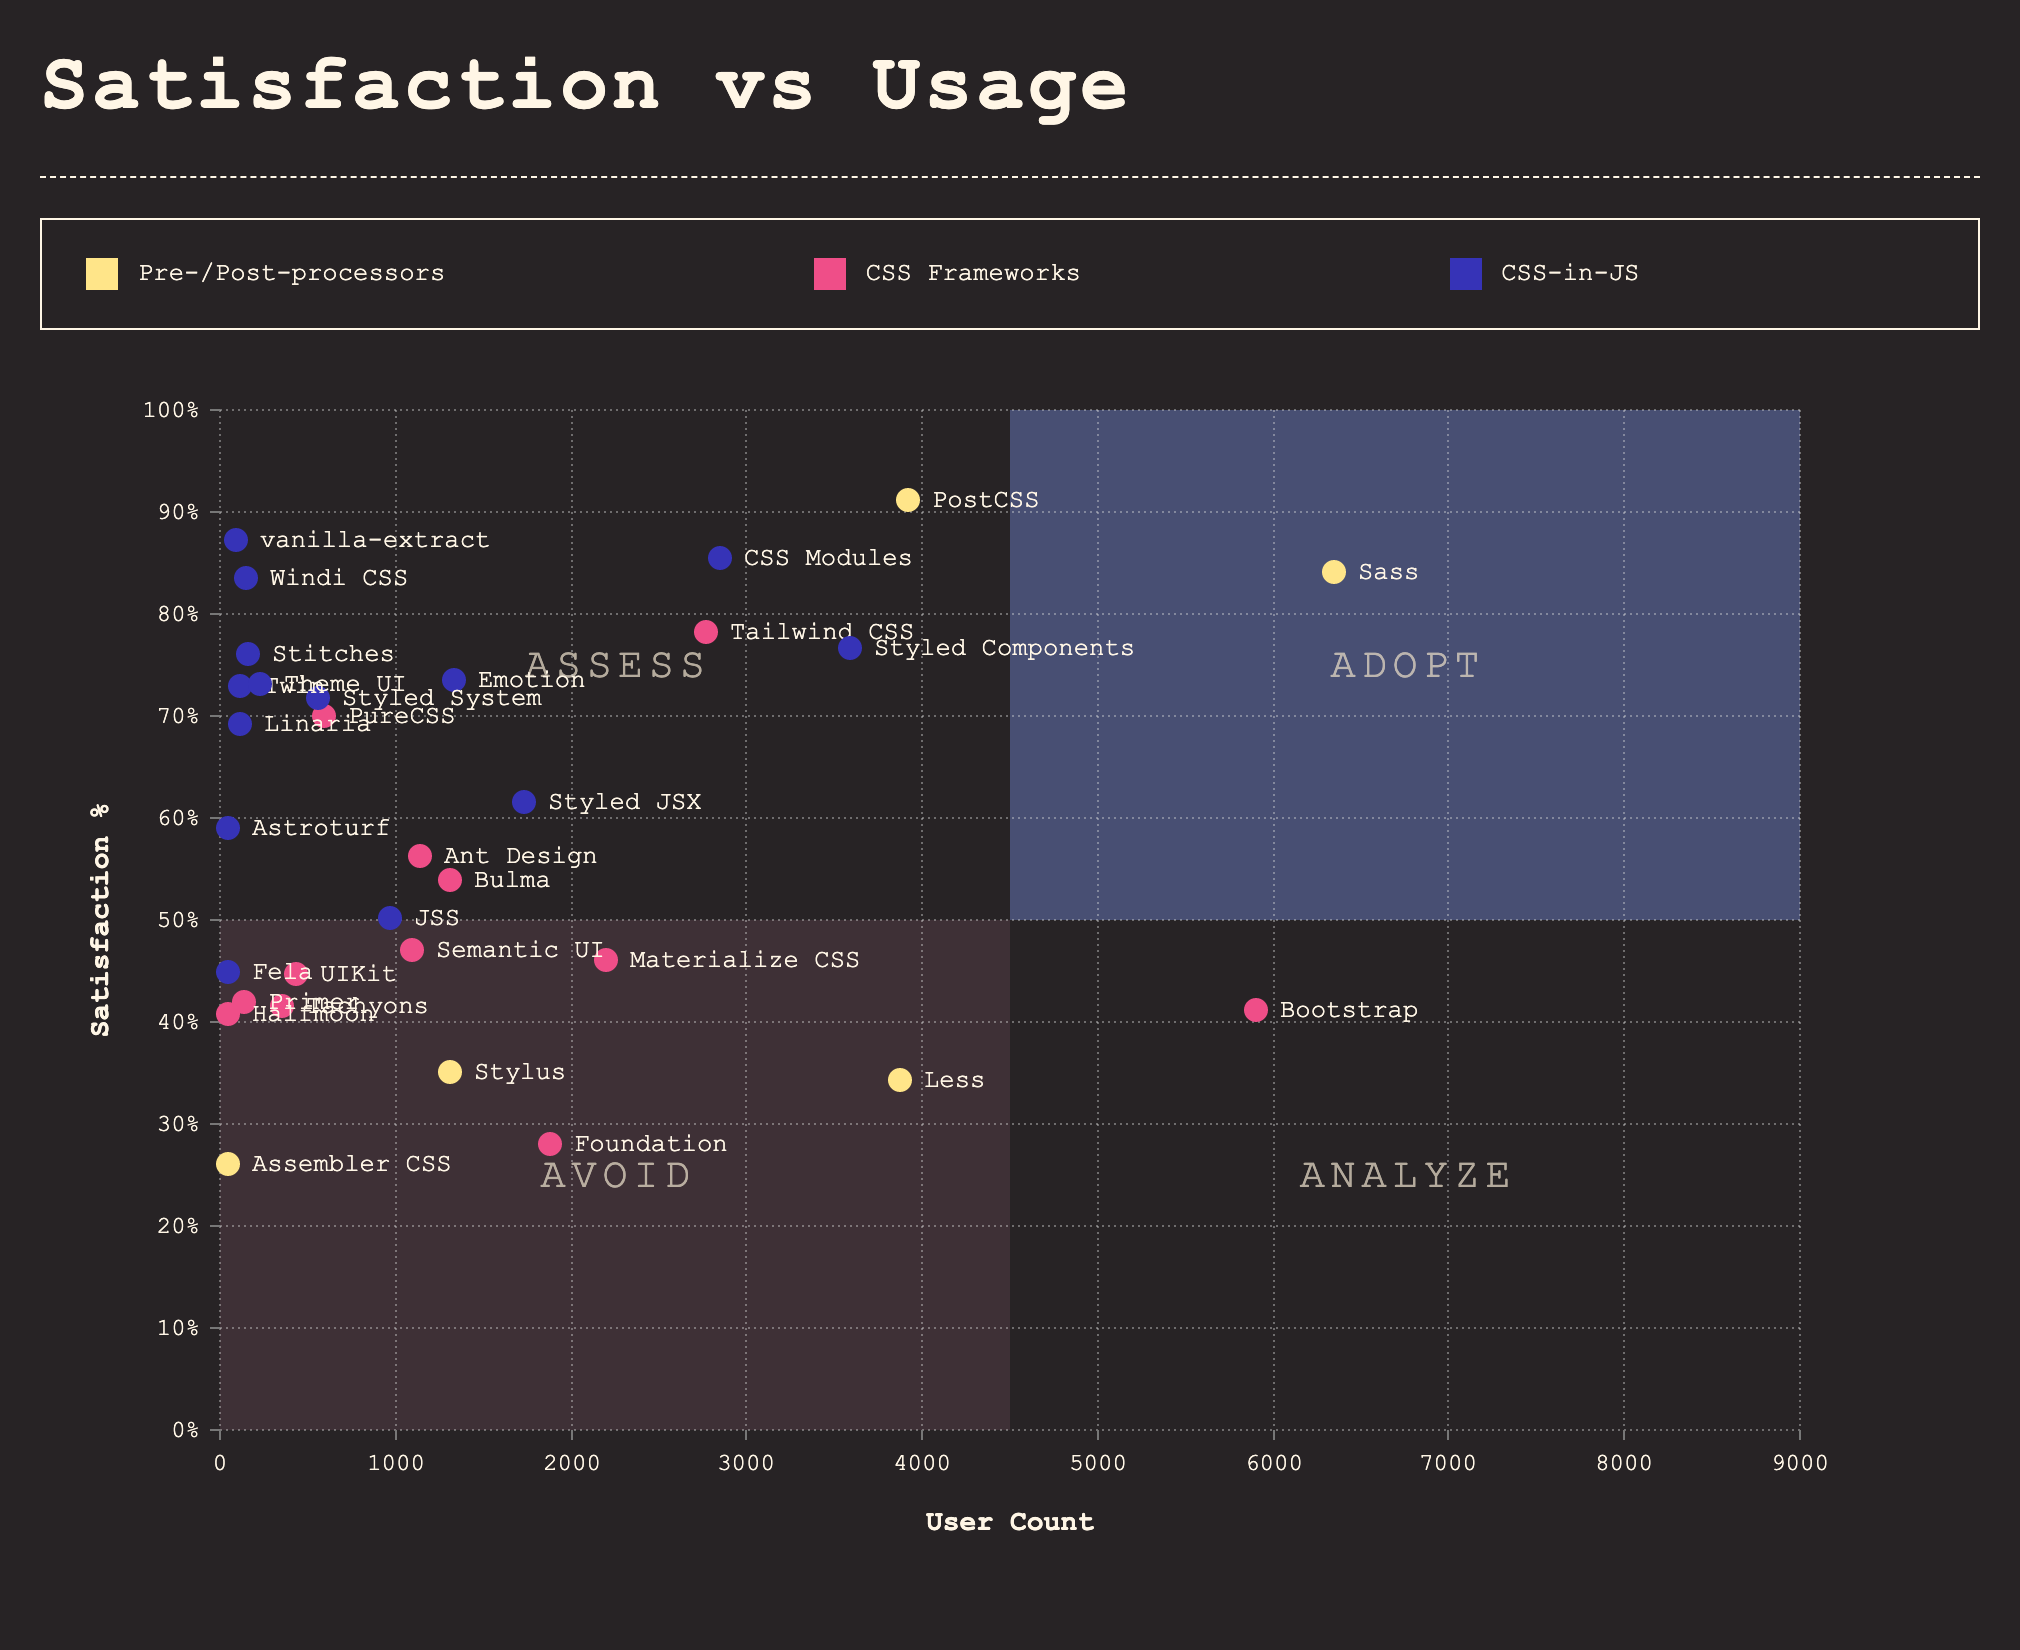 Satisfaction vs Usage
Pre-/Post-processors
CSS Frameworks
CSS-in-JS
100%
90%
80%
70%
60%
50%
40%
30%
20%
10%
0%
Satisfaction %
PostCSS
vanilla-extract
CSS Modules
Sass
Windi CSS
Tailwind CSS
Styled Components
Stitches
ASSESS
ADOPT
Emotion
Theme UI
Twin
Styled System
PureCSS
Linaria
Styled JSX
Astroturf
Ant Design
Bulma
JSS
Semantic UI
Materialize CSS
Fela
UIKit
Primer
Tachyons
Halfmoon
Bootstrap
Stylus
Less
Foundation
Assembler CSS
AVOID
ANALYZE
0
1000
2000
3000
4000
5000
6000
7000
8000
9000
User Count